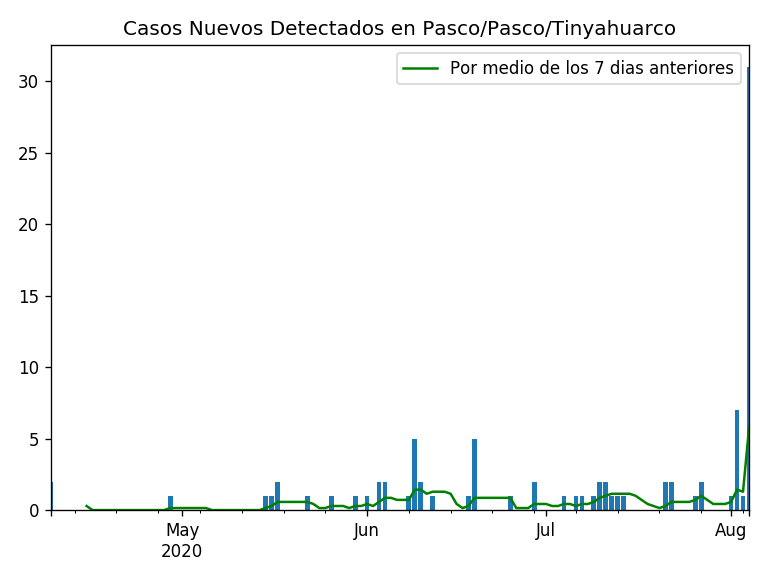 Casos Nuevos Detectados en Pasco/Pasco/Tinyahuarco
Por medio de los 7 dias anteriores
30
25
20
15
10
5
0
May Jun Jul Aug
2020